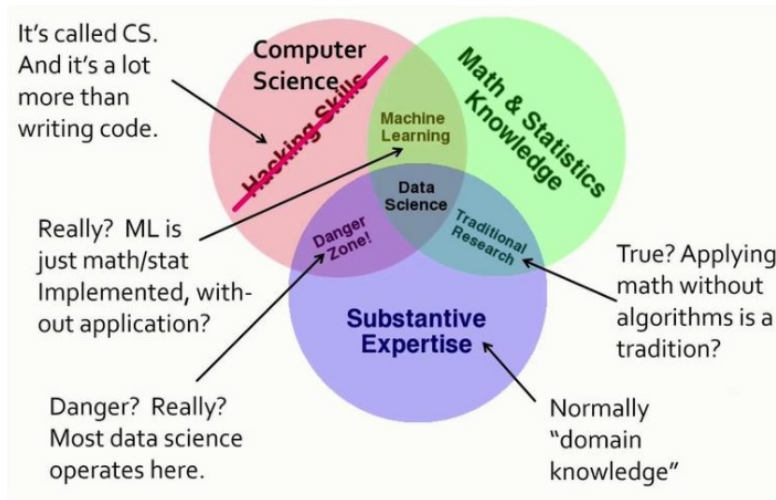 It's called CS.
And it's a lot
more than
writing code.
Computer
Science
Hacking Skills
Math & Statistics
Knowledge
Machine
Learning
Data
Science
Danger
Zone!
Traditional
Research
Substantive
Expertise
Really? ML is
just math/stat
Implemented, with-
out application?
True? Applying
math without
algorithms is a
tradition?
Danger? Really?
Most data science
operates here.
Normally
"domain
knowledge"